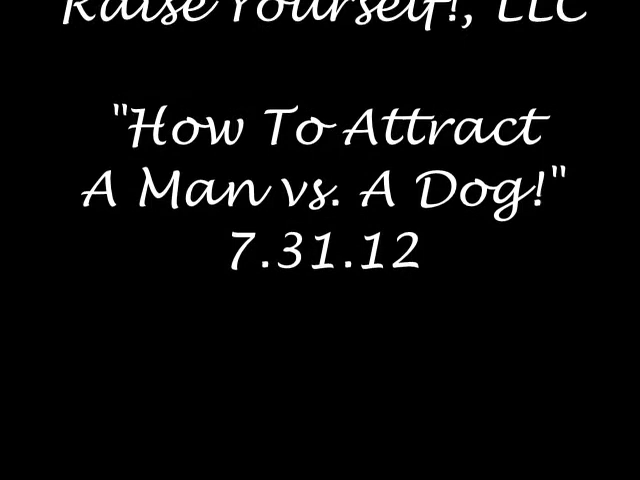 Raise Yourself!, LLC
"How To Attract
A Man vs. A Dog!"
7.31.12